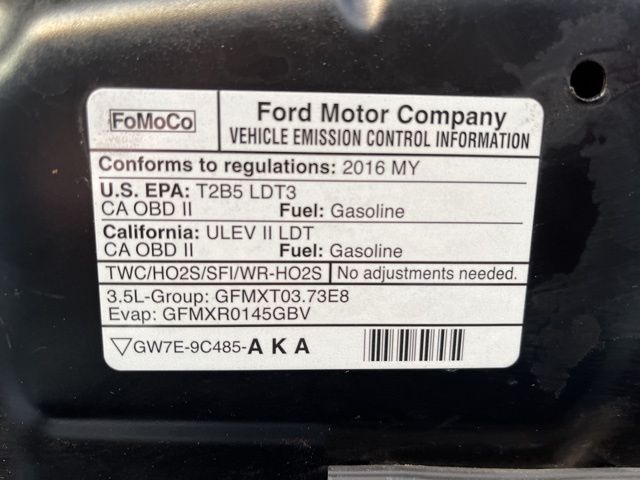 FoMoCo
Ford Motor Company
VEHICLE EMISSION CONTROL INFORMATION
Conforms to regulations: 2016 MY
U.S. EPA: T2B5 LDT3
CA OBD II Fuel: Gasoline
California: ULEV II LDT
CA OBD II Fuel: Gasoline
TWC/HO2S/SFI/WR-HO2S No adjustments needed.
3.5L-Group: GFMXT03.73E8
Evap: GFMXR0145GBV
GW7E-9C485-AKA